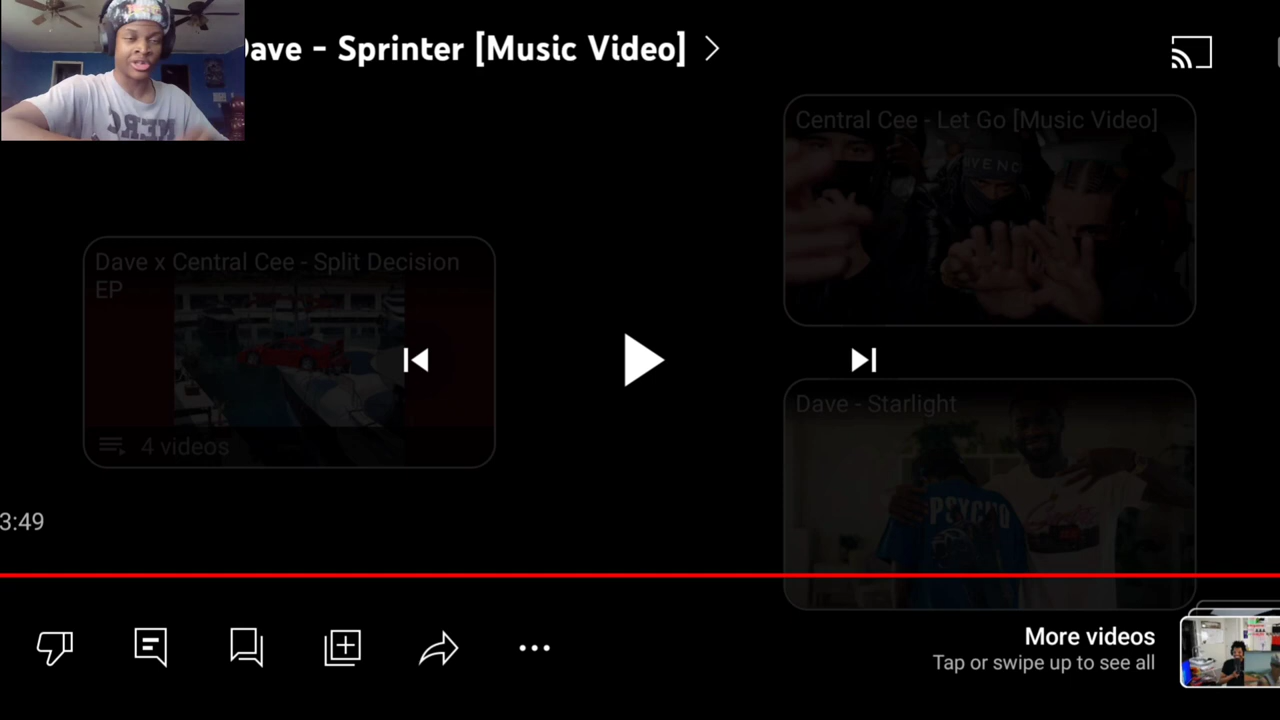 Dave - Sprinter [Music Video]
Central Cee - Let Go [Music Video]
Dave x Central Cee - Split Decision
EP
4 videos
Dave - Starlight
PSYCHO
3:49
More videos
Tap or swipe up to see all